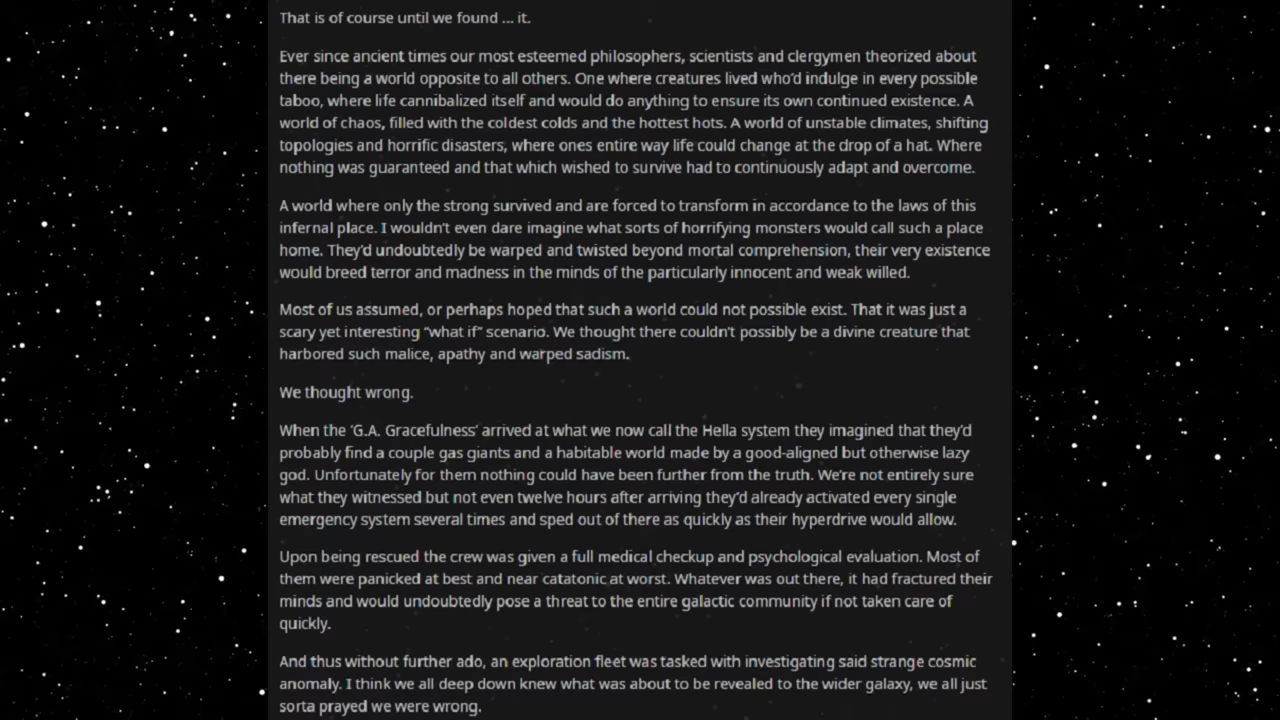 That is of course until we found ... it.
Ever since ancient times our most esteemed philosophers, scientists and clergymen theorized about
there being a world opposite to all others. One where creatures lived who'd indulge in every possible
taboo, where life cannibalized itself and would do anything to ensure its own continued existence. A
world of chaos, filled with the coldest colds and the hottest hots. A world of unstable climates, shifting
topologies and horrific disasters, where ones entire way life could change at the drop of a hat. Where
nothing was guaranteed and that which wished to survive had to continuously adapt and overcome.
A world where only the strong survived and are forced to transform in accordance to the laws of this
infernal place. I wouldn't even dare imagine what sorts of horrifying monsters would call such a place
home. They'd undoubtedly be warped and twisted beyond mortal comprehension, their very existence
would breed terror and madness in the minds of the particularly innocent and weak willed.
Most of us assumed, or perhaps hoped that such a world could not possible exist. That it was just a
scary yet interesting "what if" scenario. We thought there couldn't possibly be a divine creature that
harbored such malice, apathy and warped sadism.
We thought wrong.
When the 'G.A. Gracefulness' arrived at what we now call the Hella system they imagined that they'd
probably find a couple gas giants and a habitable world made by a good-aligned but otherwise lazy
god. Unfortunately for them nothing could have been further from the truth. We're not entirely sure
what they witnessed but not even twelve hours after arriving they'd already activated every single
emergency system several times and sped out of there as quickly as their hyperdrive would allow.
Upon being rescued the crew was given a full medical checkup and psychological evaluation. Most of
them were panicked at best and near catatonic at worst. Whatever was out there, it had fractured their
minds and would undoubtedly pose a threat to the entire galactic community if not taken care of
quickly.
And thus without further ado, an exploration fleet was tasked with investigating said strange cosmic
anomaly. I think we all deep down knew what was about to be revealed to the wider galaxy, we all just
sorta prayed we were wrong.